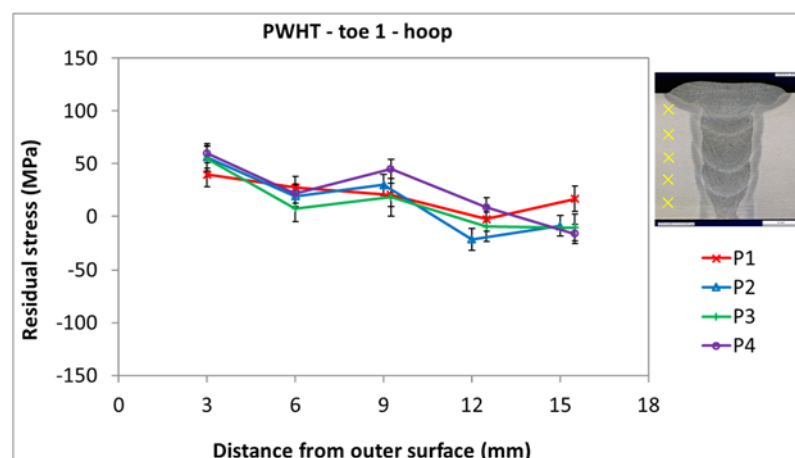 PWHT - toe 1 - hoop
150
100
50
0
-50
-100
-150
Residual stress (MPa)
0 3 6 9 12 15 18
Distance from outer surface (mm)
P1
P2
P3
P4